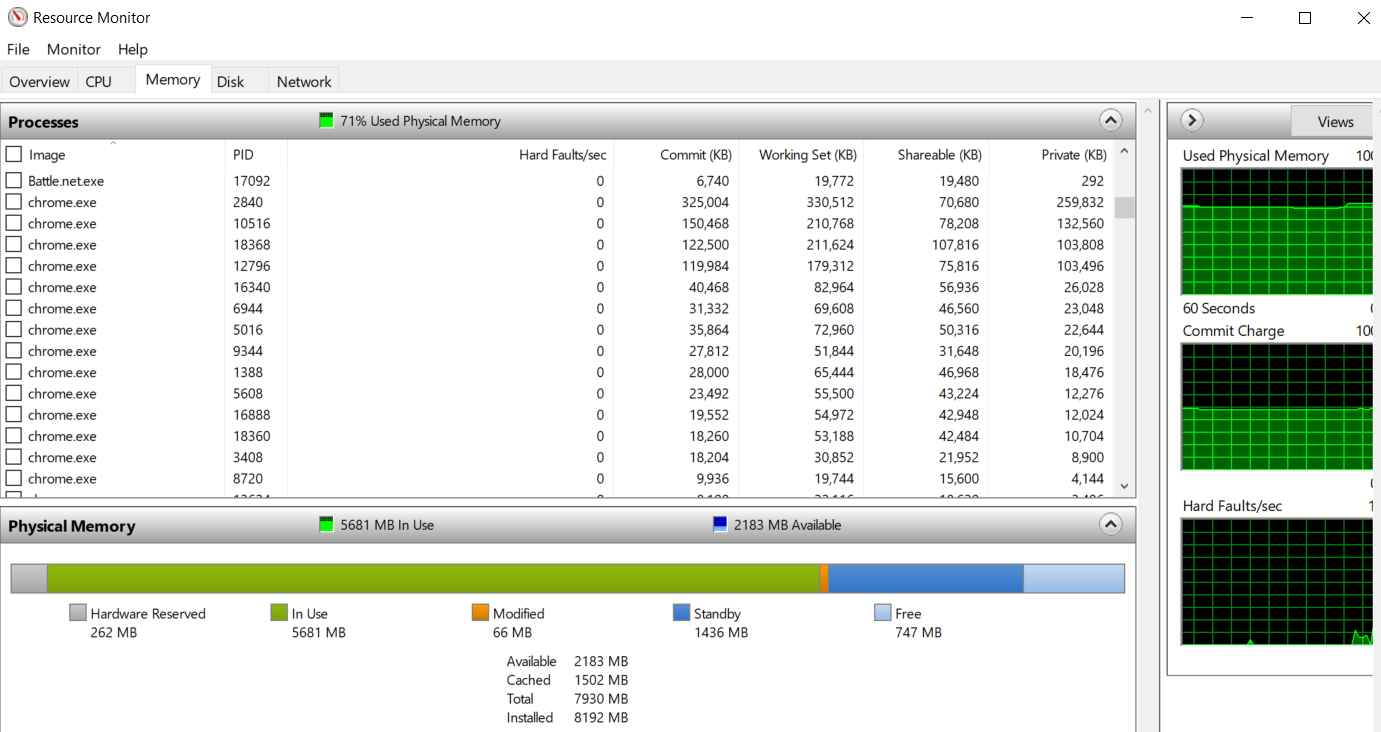 Resource Monitor
File Monitor Help
Overview CPU Memory Disk Network
Processes 71% Used Physical Memory
Image PID Hard Faults/sec Commit (KB) Working Set (KB) Shareable (KB) Private (KB)
Battle.net.exe 17092 0 6,740 19,772 19,480 292
chrome.exe 2840 0 325,004 330,512 70,680 259,832
chrome.exe 10516 0 150,468 210,768 78,208 132,560
chrome.exe 18368 0 122,500 211,624 107,816 103,808
chrome.exe 12796 0 119,984 179,312 75,816 103,496
chrome.exe 16340 0 40,468 82,964 56,936 26,028
chrome.exe 6944 0 31,332 69,608 46,560 23,048
chrome.exe 5016 0 35,864 72,960 50,316 22,644
chrome.exe 9344 0 27,812 51,844 31,648 20,196
chrome.exe 1388 0 28,000 65,444 46,968 18,476
chrome.exe 5608 0 23,492 55,500 43,224 12,276
chrome.exe 16888 0 19,552 54,972 42,948 12,024
chrome.exe 18360 0 18,260 53,188 42,484 10,704
chrome.exe 3408 0 18,204 30,852 21,952 8,900
chrome.exe 8720 0 9,936 19,744 15,600 4,144
Physical Memory 5681 MB In Use 2183 MB Available
Hardware Reserved In Use Modified Standby Free
262 MB 5681 MB 66 MB 1436 MB 747 MB
Available 2183 MB
Cached 1502 MB
Total 7930 MB
Installed 8192 MB
Views
Used Physical Memory 100
60 Seconds
Commit Charge 100
Hard Faults/sec